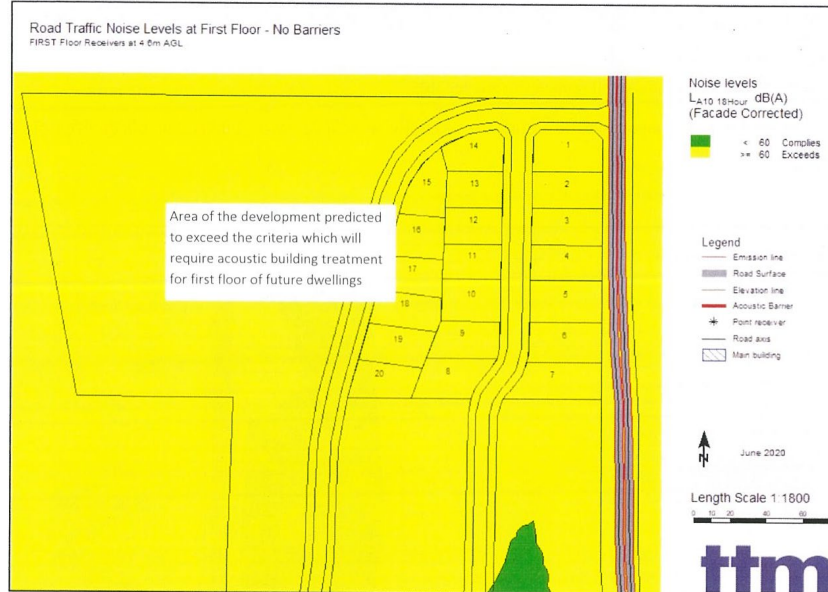 Road Traffic Noise Levels at First Floor - No Barriers
FIRST Floor Receivers at 4.6m AGL
Noise levels
LA10 18Hour dB(A)
(Facade Corrected)
< 60 Complies
>= 60 Exceeds
14
1
15
13
2
Area of the development predicted
to exceed the criteria which will
require acoustic building treatment
for first floor of future dwellings
16
12
3
17
11
4
18
10
5
19
9
6
20
8
7
Legend
Emission line
Road Surface
Elevation line
Acoustic Barrier
Point receiver
Road axis
Main building
N
June 2020
Length Scale 1:1800
0 10 20 40 60
ttm